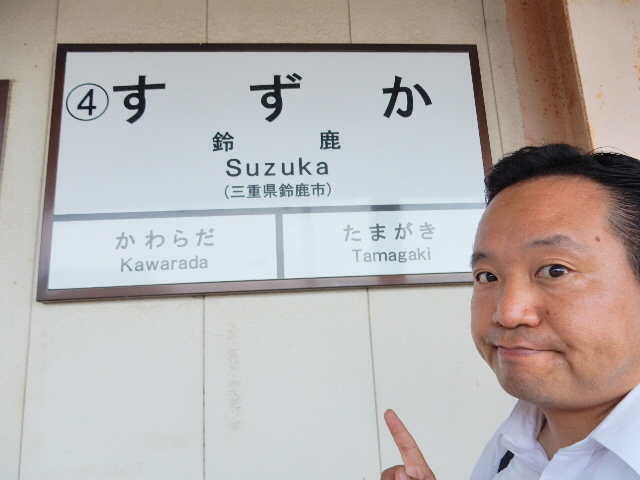 ④すずか
鈴鹿
Suzuka
(三重県鈴鹿市)
かわらだ
Kawarada
たまがき
Tamagaki